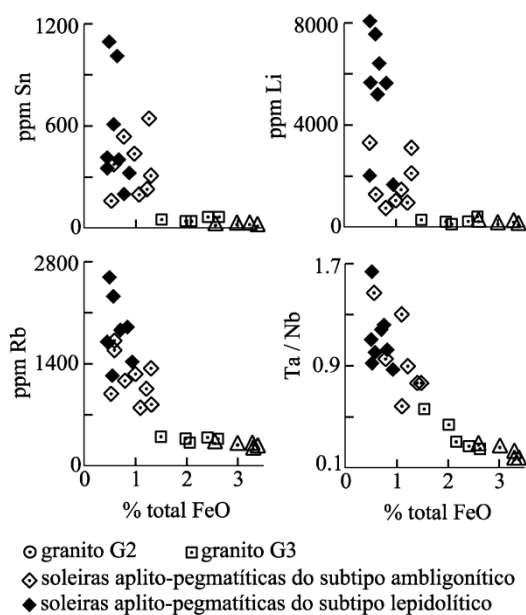 1200
600
0
ppm Sn
8000
4000
0
ppm Li
2800
1400
0
ppm Rb
0 1 2 3
% total FeO
1.7
0.9
0.1
Ta / Nb
0 1 2 3
% total FeO
granito G2 granito G3
soleiras aplito-pegmatíticas do subtipo ambligonítico
soleiras aplito-pegmatíticas do subtipo lepidolítico